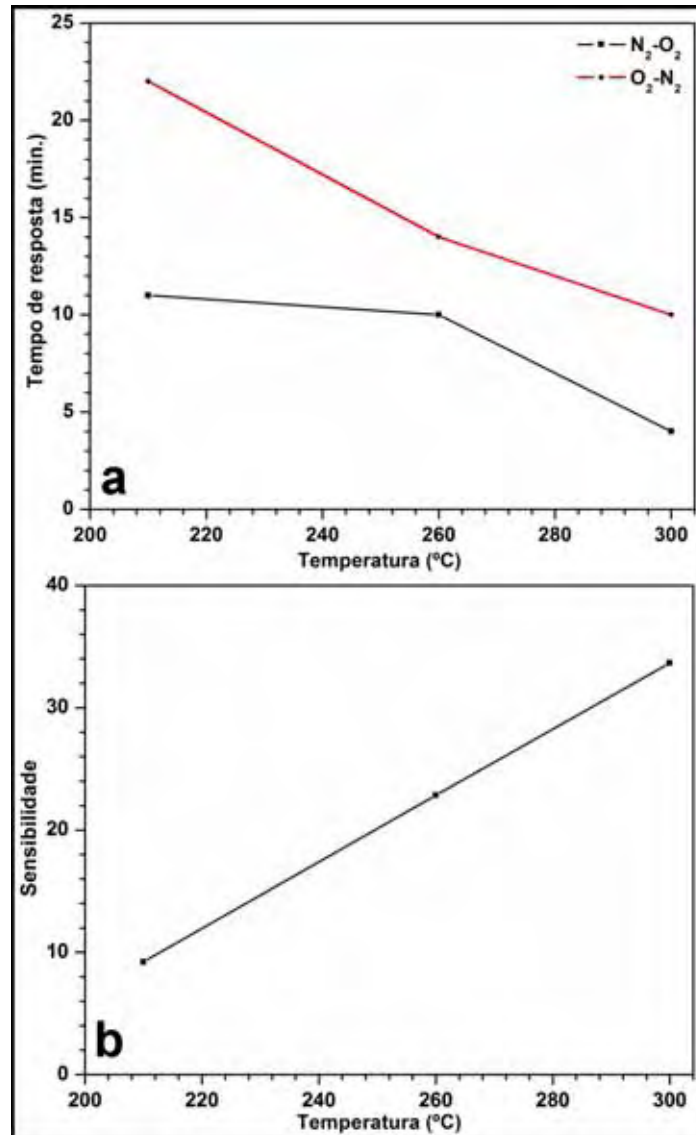 25
20
15
10
5
0
Tempo de resposta (min.)
N₂-O₂
O₂-N₂
a
200 220 240 260 280 300
Temperatura (ºC)
40
30
20
10
0
Sensibilidade
b
200 220 240 260 280 300
Temperatura (ºC)